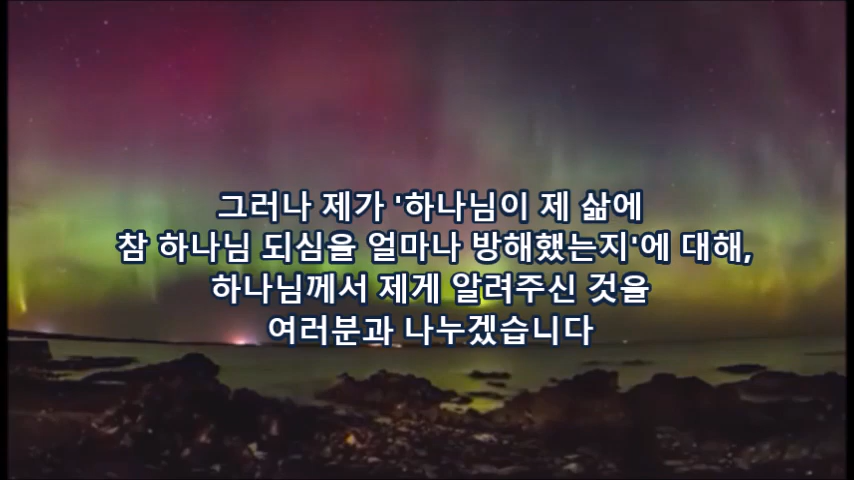 그러나 제가 '하나님이 제 삶에
참 하나님 되심을 얼마나 방해했는지'에 대해,
하나님께서 제게 알려주신 것을
여러분과 나누겠습니다